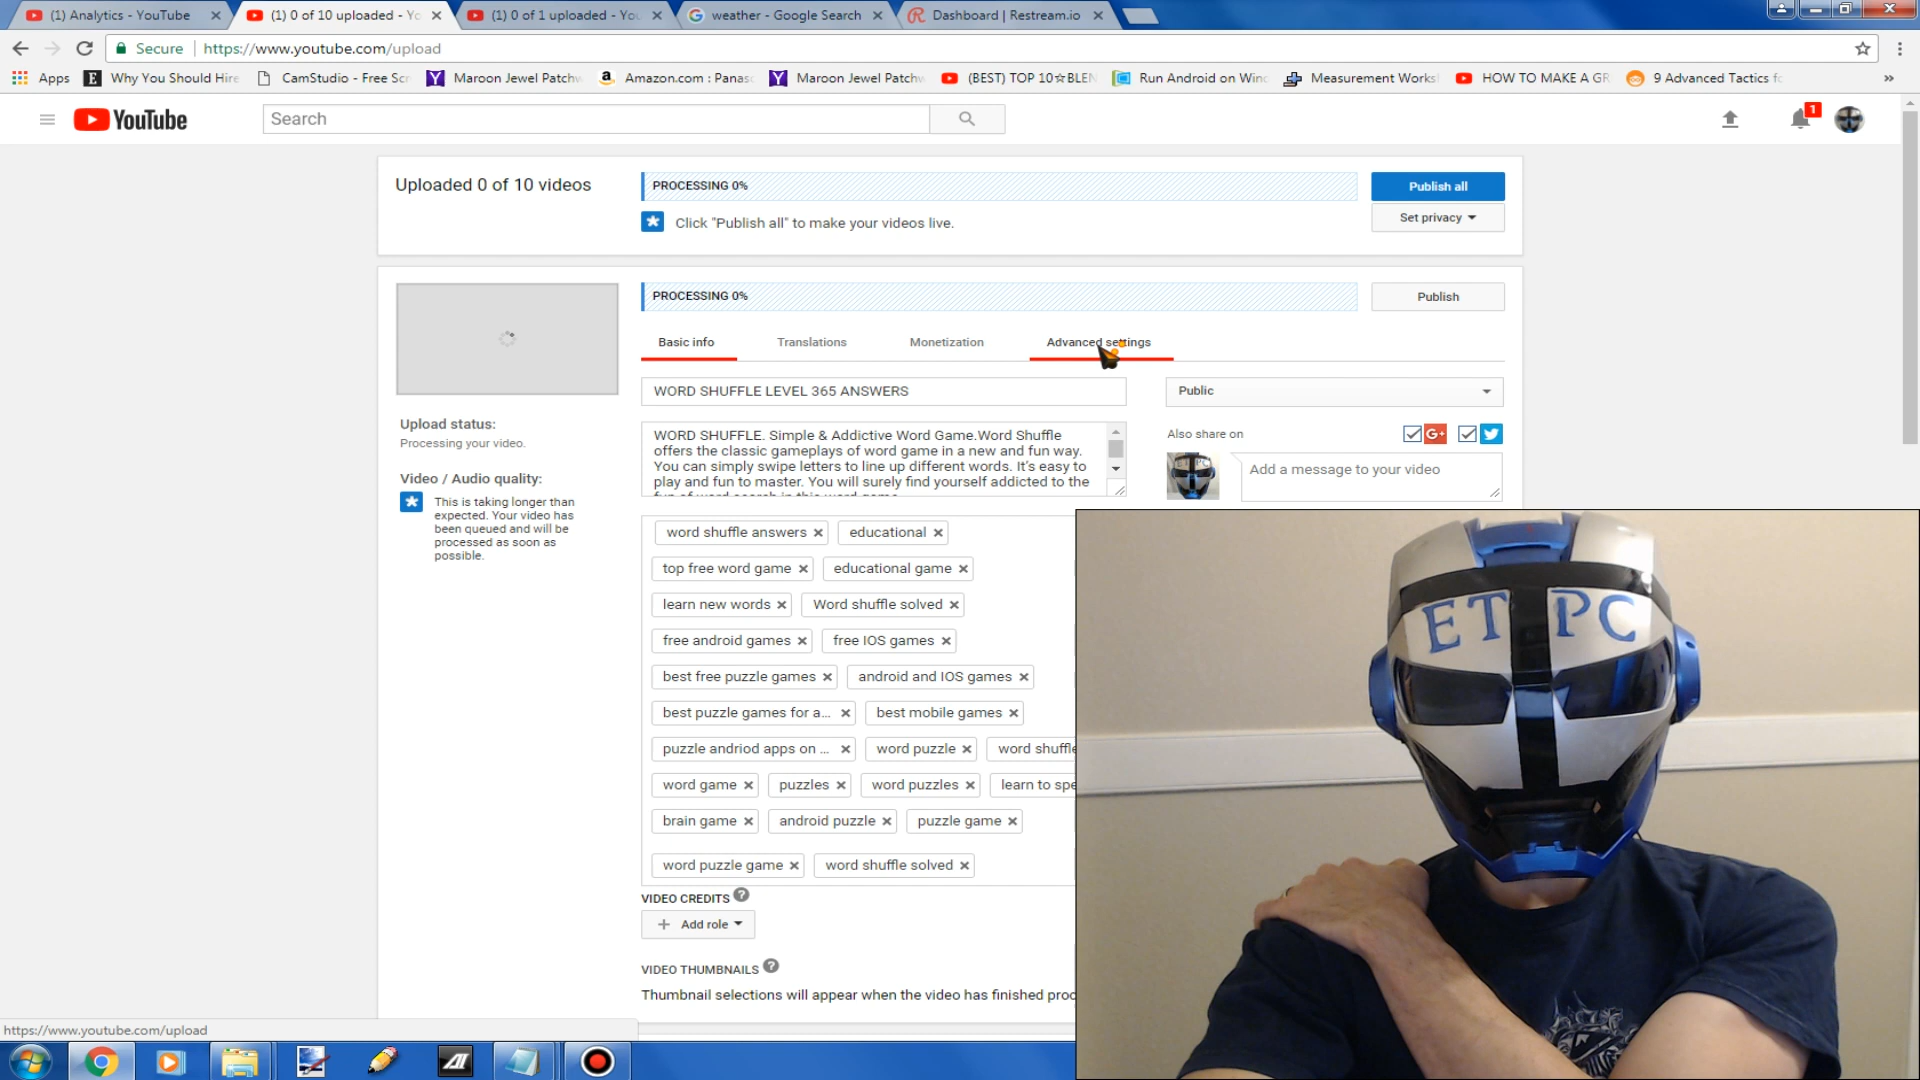 (1) Analytics - YouTube
(1) 0 of 10 uploaded - Yo
(1) 0 of 1 uploaded - You
weather - Google Search
Dashboard | Restream.io
Secure
https://www.youtube.com/upload
Apps
Why You Should Hire
CamStudio - Free Scr
Maroon Jewel Patchw
Amazon.com : Panas
Maroon Jewel Patchw
(BEST) TOP 10☆BLEN
Run Android on Wind
Measurement Works
HOW TO MAKE A GR
9 Advanced Tactics fo
YouTube
Search
1
Uploaded 0 of 10 videos
PROCESSING 0%
Publish all
Click "Publish all" to make your videos live.
Set privacy
PROCESSING 0%
Publish
Basic info
Translations
Monetization
Advanced settings
WORD SHUFFLE LEVEL 365 ANSWERS
Public
Upload status:
Processing your video.
Video / Audio quality:
This is taking longer than
expected. Your video has
been queued and will be
processed as soon as
possible.
WORD SHUFFLE. Simple & Addictive Word Game.Word Shuffle
offers the classic gameplays of word game in a new and fun way.
You can simply swipe letters to line up different words. It's easy to
play and fun to master. You will surely find yourself addicted to the
fun of word search in this word game
Also share on
G+
Add a message to your video
word shuffle answers
educational
top free word game
educational game
learn new words
Word shuffle solved
free android games
free IOS games
best free puzzle games
android and IOS games
best puzzle games for a...
best mobile games
puzzle andriod apps on ...
word puzzle
word shuffle
word game
puzzles
word puzzles
learn to spe
brain game
android puzzle
puzzle game
word puzzle game
word shuffle solved
VIDEO CREDITS
Add role
VIDEO THUMBNAILS
Thumbnail selections will appear when the video has finished proc
https://www.youtube.com/upload
ET PC